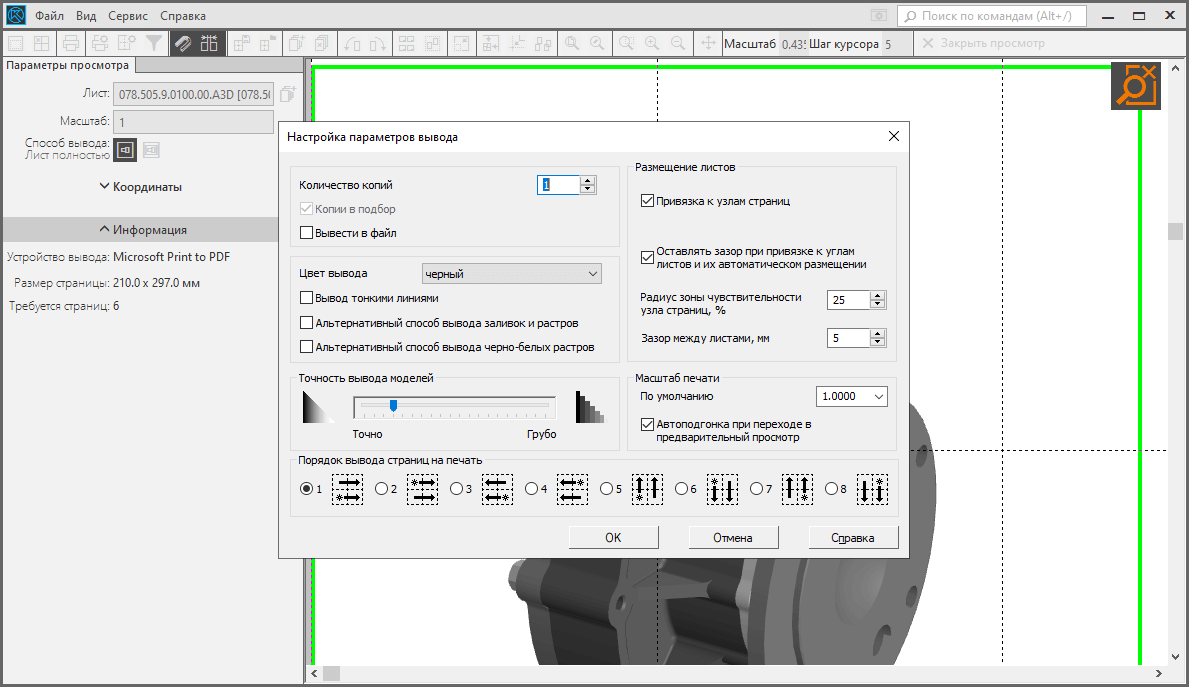 Файл Вид Сервис Справка
Поиск по командам (Alt+/)
Масштаб 0.435 Шаг курсора 5 Закрыть просмотр
Параметры просмотра
Лист: 078.505.9.0100.00.A3D [078.50
Масштаб: 1
Способ вывода:
Лист полностью
Координаты
Информация
Устройство вывода: Microsoft Print to PDF
Размер страницы: 210.0 x 297.0 мм
Требуется страниц: 6
Настройка параметров вывода
Количество копий 1
Копии в подбор
Вывести в файл
Цвет вывода черный
Вывод тонкими линиями
Альтернативный способ вывода заливок и растров
Альтернативный способ вывода черно-белых растров
Точность вывода моделей
Точно Грубо
Размещение листов
Привязка к узлам страниц
Оставлять зазор при привязке к углам
листов и их автоматическом размещении
Радиус зоны чувствительности
узла страниц, % 25
Зазор между листами, мм 5
Масштаб печати
По умолчанию 1.0000
Автоподгонка при переходе в
предварительный просмотр
Порядок вывода страниц на печать
1 2 3 4 5 6 7 8
OK Отмена Справка